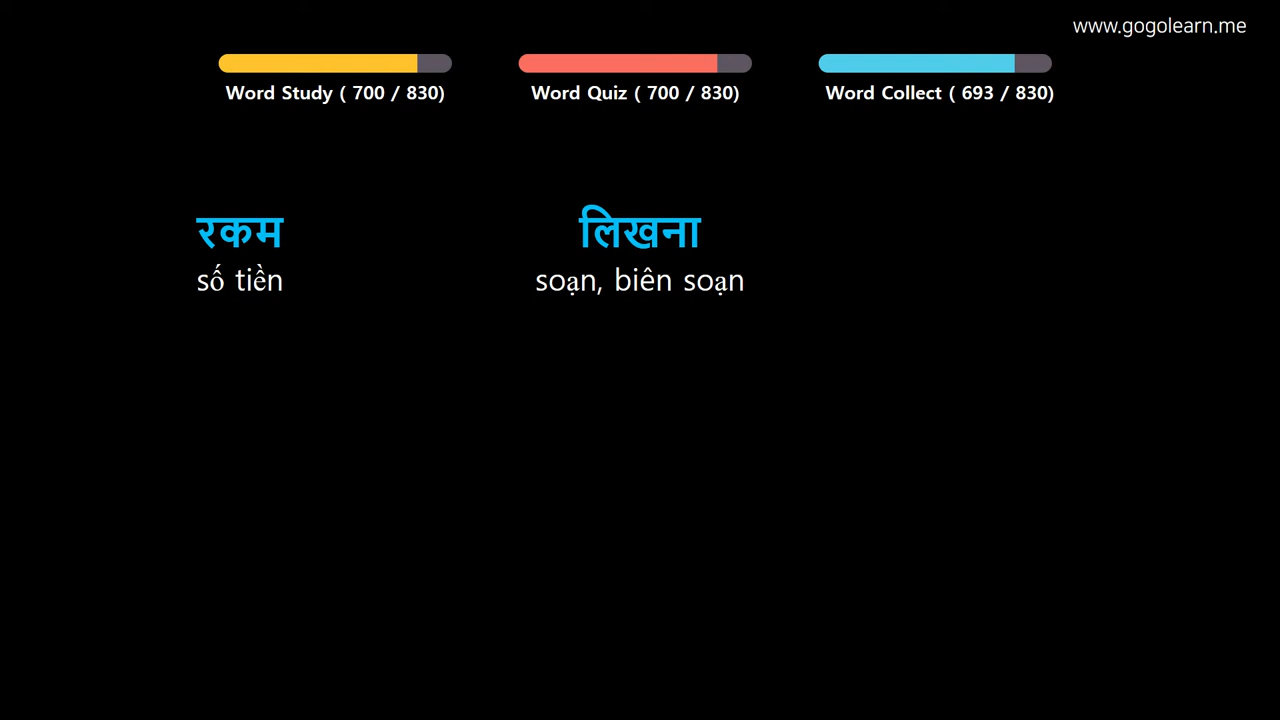 www.gogolearn.me
Word Study ( 700 / 830)
Word Quiz ( 700 / 830)
Word Collect ( 693 / 830)
रकम
số tiền
लिखना
soạn, biên soạn